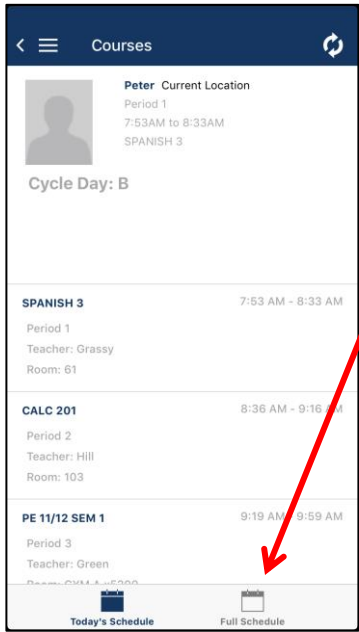 Courses
Peter Current Location
Period 1
7:53AM to 8:33AM
SPANISH 3
Cycle Day: B
SPANISH 3 7:53 AM - 8:33 AM
Period 1
Teacher: Grassy
Room: 61
CALC 201 8:36 AM - 9:16 AM
Period 2
Teacher: Hill
Room: 103
PE 11/12 SEM 1 9:19 AM - 9:59 AM
Period 3
Teacher: Green
Room: GYM A x5200
Today's Schedule Full Schedule